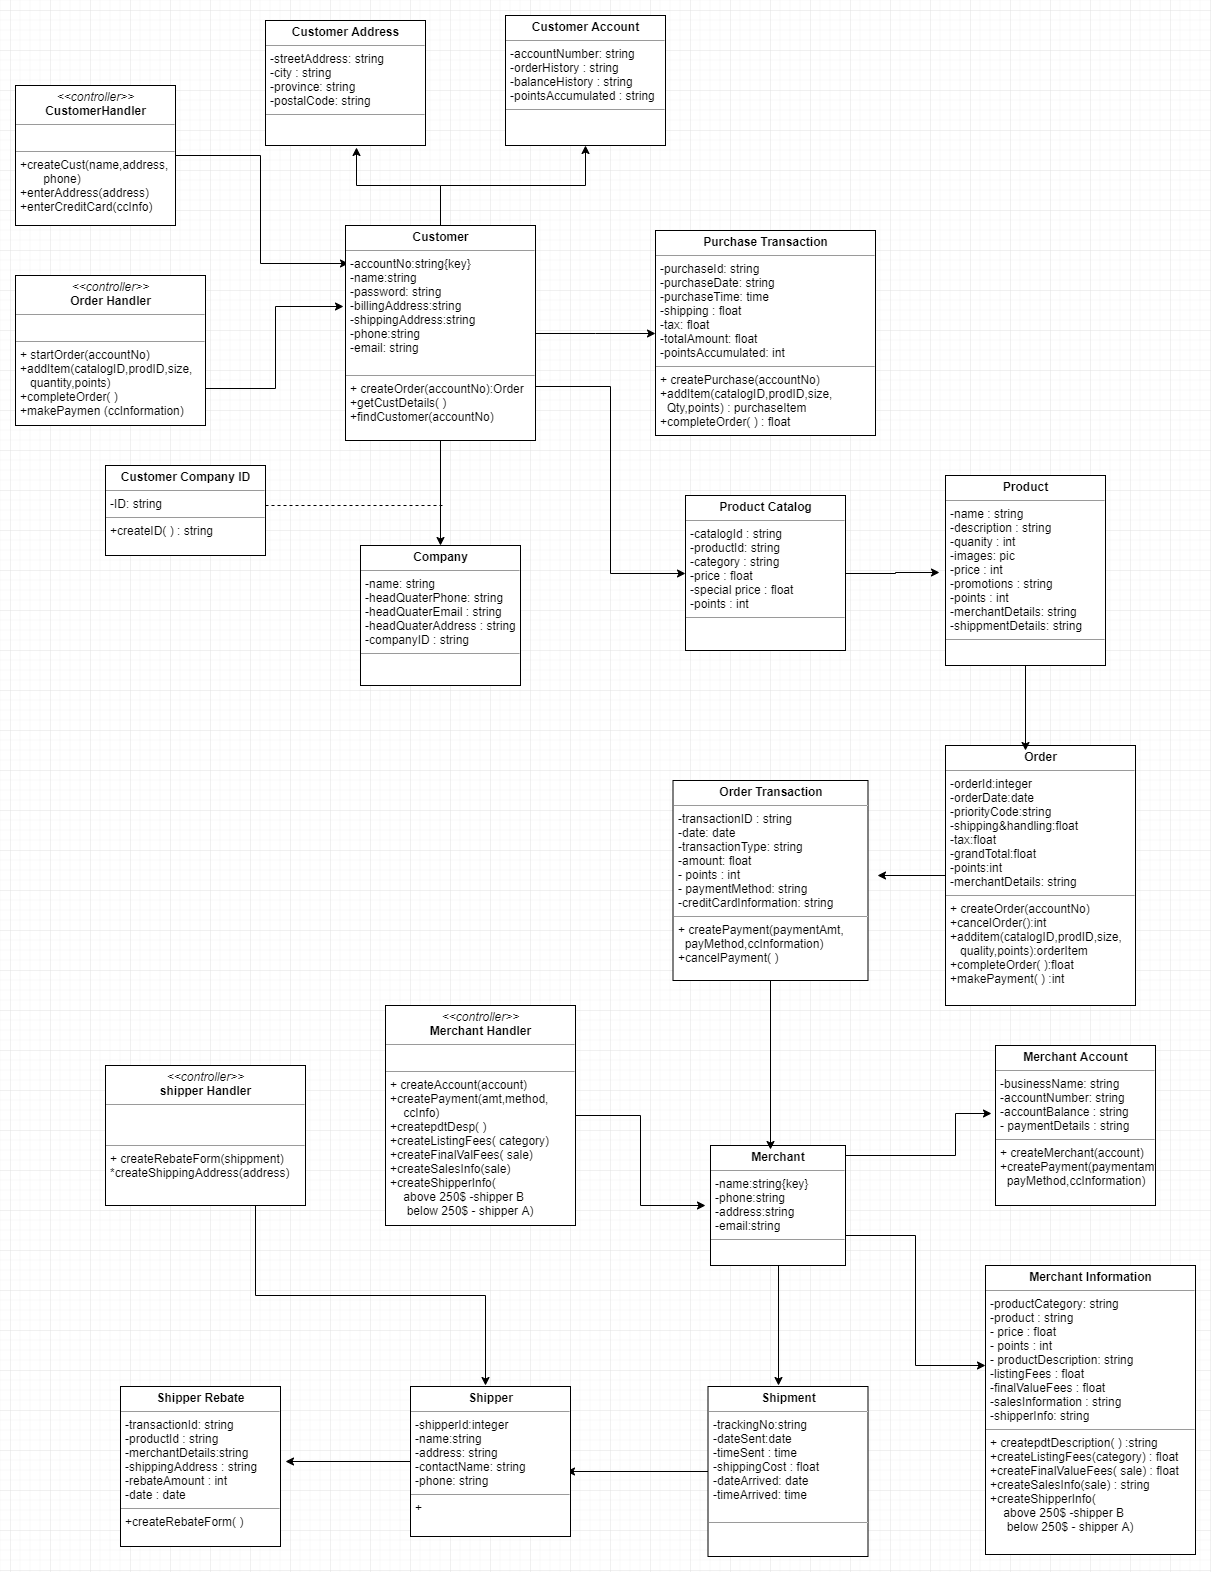 Customer Address
-streetAddress: string
-city : string
-province: string
-postalCode: string
Customer Account
-accountNumber: string
-orderHistory : string
-balanceHistory : string
-pointsAccumulated : string
<<controller>>
CustomerHandler
+createCust(name,address,
phone)
+enterAddress(address)
+enterCreditCard(ccInfo)
Customer
-accountNo:string{key}
-name:string
-password: string
-billingAddress:string
-shippingAddress:string
-phone:string
-email: string
+ createOrder(accountNo):Order
+getCustDetails( )
+findCustomer(accountNo)
Purchase Transaction
-purchaseId: string
-purchaseDate: string
-purchaseTime: time
-shipping : float
-tax: float
-totalAmount: float
-pointsAccumulated: int
+ createPurchase(accountNo)
+addItem(catalogID,prodID,size,
Qty,points) : purchaseItem
+completeOrder( ) : float
<<controller>>
Order Handler
+ startOrder(accountNo)
+addItem(catalogID,prodID,size,
quantity,points)
+completeOrder( )
+makePaymen (ccInformation)
Customer Company ID
-ID: string
+createID( ) : string
Company
-name: string
-headQuaterPhone: string
-headQuaterEmail : string
-headQuaterAddress : string
-companyID : string
Product Catalog
-catalogId : string
-productId: string
-category : string
-price : float
-special price : float
-points : int
Product
-name : string
-description : string
-quanity : int
-images: pic
-price : int
-promotions : string
-points : int
-merchantDetails: string
-shippmentDetails: string
Order
-orderId:integer
-orderDate:date
-priorityCode:string
-shipping&handling:float
-tax:float
-grandTotal:float
-points:int
-merchantDetails: string
+ createOrder(accountNo)
+cancelOrder():int
+additem(catalogID,prodID,size,
quality,points):orderItem
+completeOrder( ):float
+makePayment( ) :int
Order Transaction
-transactionID : string
-date: date
-transactionType: string
-amount: float
- points : int
- paymentMethod: string
-creditCardInformation: string
+ createPayment(paymentAmt,
payMethod,ccInformation)
+cancelPayment( )
<<controller>>
Merchant Handler
+ createAccount(account)
+createPayment(amt,method,
ccInfo)
+createpdtDesp( )
+createListingFees( category)
+createFinalValFees( sale)
+createSalesInfo(sale)
+createShipperInfo(
above 250$ -shipper B
below 250$ - shipper A)
<<controller>>
shipper Handler
+ createRebateForm(shippment)
*createShippingAddress(address)
Merchant Account
-businessName: string
-accountNumber: string
-accountBalance : string
- paymentDetails : string
+ createMerchant(account)
+createPayment(paymentam
payMethod,ccInformation)
Merchant
-name:string{key}
-phone:string
-address:string
-email:string
Merchant Information
-productCategory: string
-product : string
- price : float
- points : int
- productDescription: string
-listingFees : float
-finalValueFees : float
-salesInformation : string
-shipperInfo: string
+ createpdtDescription( ) :string
+createListingFees(category) : float
+createFinalValueFees( sale) : float
+createSalesInfo(sale) : string
+createShipperInfo(
above 250$ -shipper B
below 250$ - shipper A)
Shipper Rebate
-transactionId: string
-productId : string
-merchantDetails:string
-shippingAddress : string
-rebateAmount : int
-date : date
+createRebateForm( )
Shipper
-shipperId:integer
-name:string
-address: string
-contactName: string
-phone: string
+
Shipment
-trackingNo:string
-dateSent:date
-timeSent : time
-shippingCost : float
-dateArrived: date
-timeArrived: time